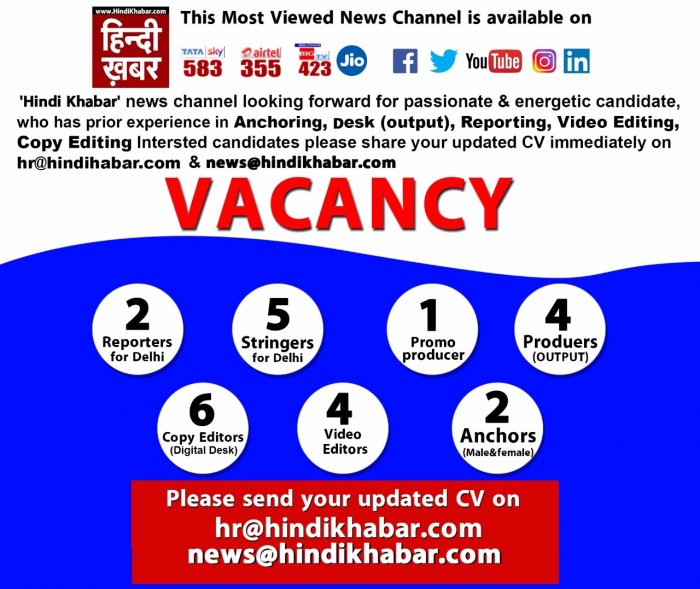 www.HindiKhabar.com
हिन्दी
ख़बर
This Most Viewed News Channel is available on
TATA sky
583
airtel
355
RELIANCE
BIG TV
423
Jio
f
YouTube
in
'Hindi Khabar' news channel looking forward for passionate & energetic candidate,
who has prior experience in Anchoring, Desk (output), Reporting, Video Editing,
Copy Editing Intersted candidates please share your updated CV immediately on
hr@hindihabar.com & news@hindikhabar.com
VACANCY
2
Reporters
for Delhi
5
Stringers
for Delhi
1
Promo
producer
4
Produers
(OUTPUT)
6
Copy Editors
(Digital Desk)
4
Video
Editors
2
Anchors
(Male&female)
Please send your updated CV on
hr@hindikhabar.com
news@hindikhabar.com